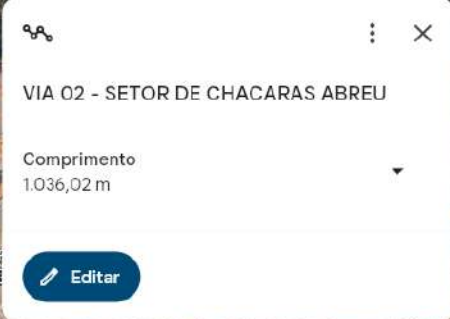 VIA 02 - SETOR DE CHACARAS ABREU
Comprimento
1.036,02 m
Editar